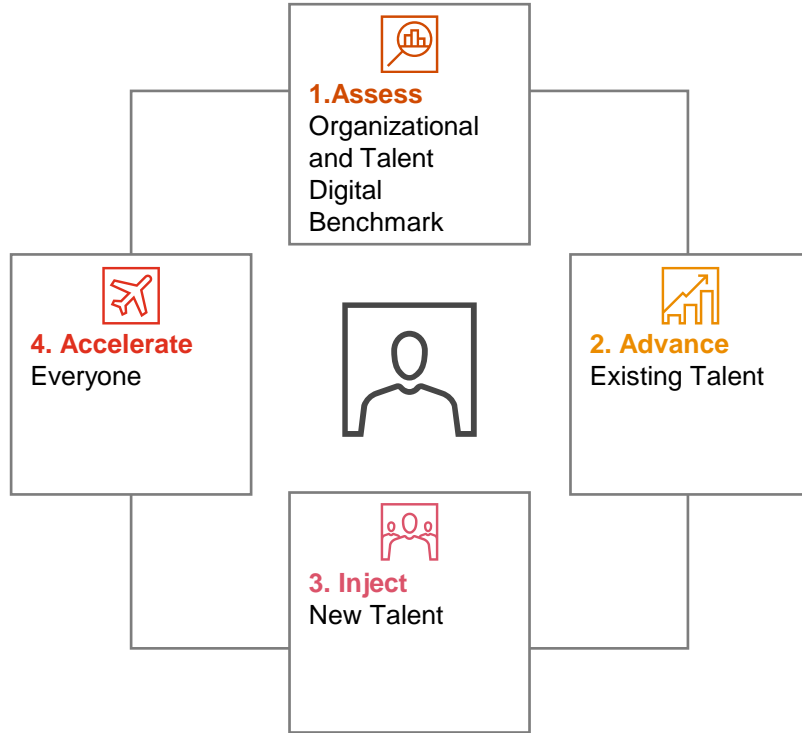 1.Assess
Organizational
and Talent
Digital
Benchmark
2. Advance
Existing Talent
3. Inject
New Talent
4. Accelerate
Everyone